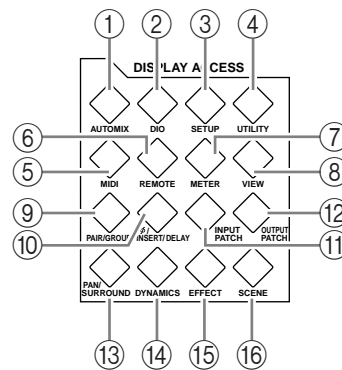 ① ② ③ ④
DISPLAY ACCESS
AUTOMIX DIO SETUP UTILITY
⑥ ⑦
⑤ ⑧
MIDI REMOTE METER VIEW
⑨ ⑫
⑩ ⑪
PAIR/GROUP ϕ/INSERT/DELAY INPUT PATCH OUTPUT PATCH
PAN/SURROUND DYNAMICS EFFECT SCENE
⑬ ⑭ ⑮ ⑯